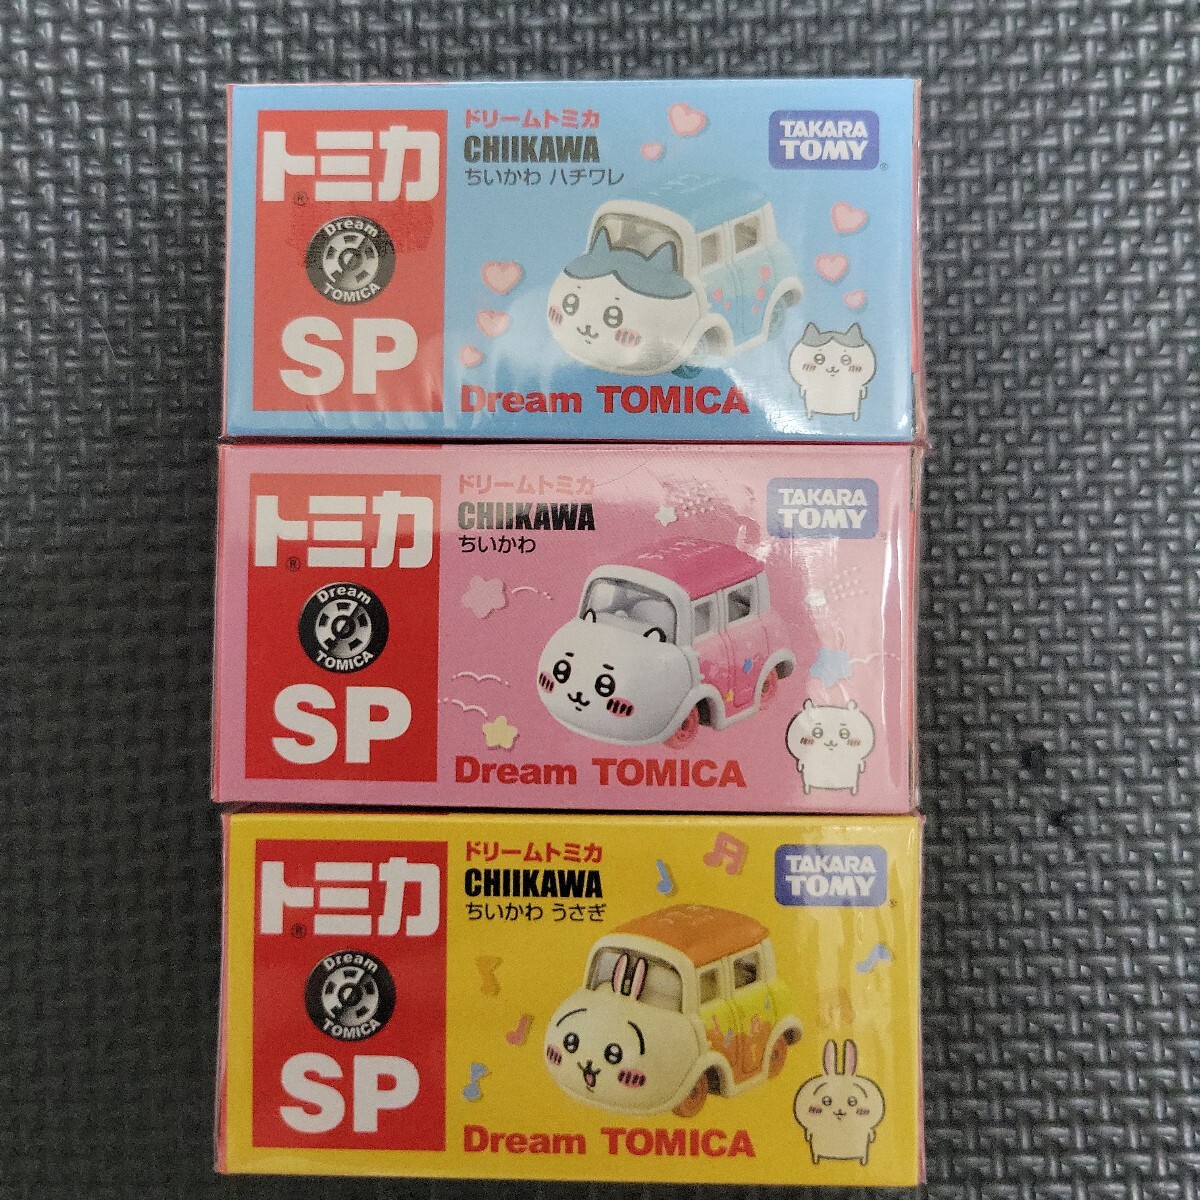 トミカ
®
Dream
TOMICA
SP
ドリームトミカ
CHIIKAWA
ちいかわ ハチワレ
TAKARA
TOMY
®
Dream TOMICA
トミカ
®
Dream
TOMICA
SP
ドリームトミカ
CHIIKAWA
ちいかわ
TAKARA
TOMY
Dream TOMICA
トミカ
®
Dream
TOMICA
SP
ドリームトミカ
CHIIKAWA
ちいかわ うさぎ
TAKARA
TOMY
®
Dream TOMICA